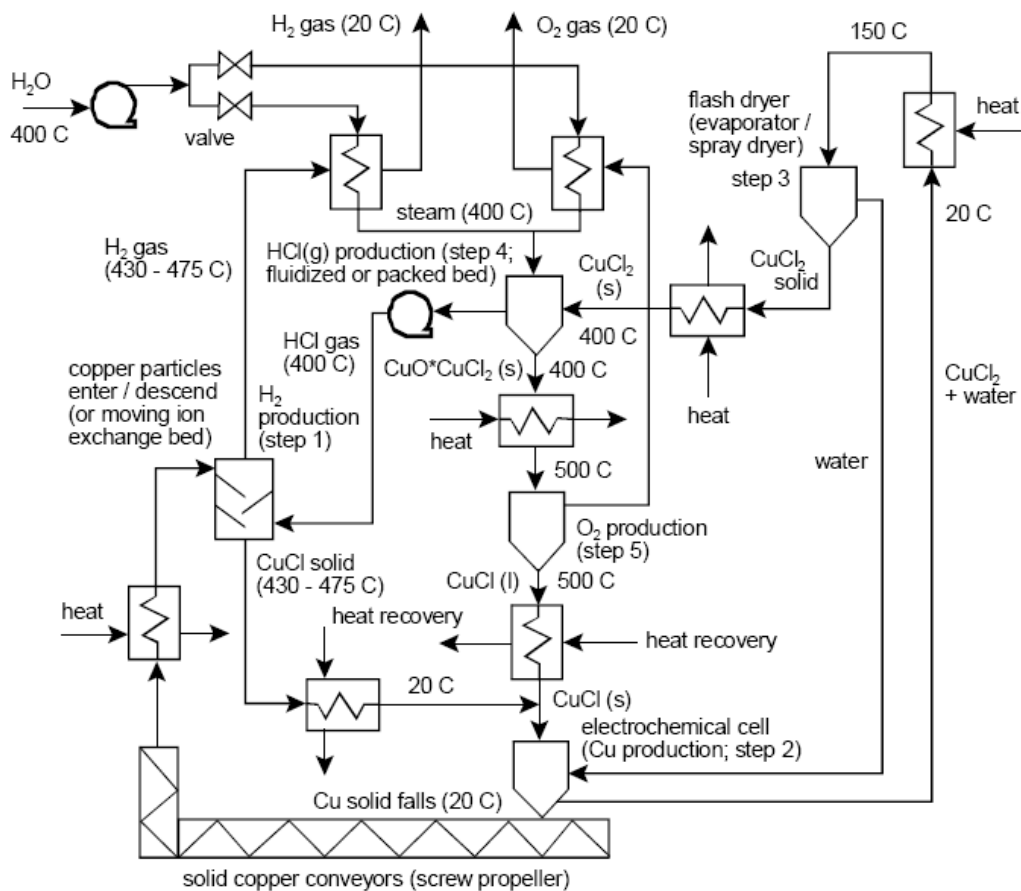 H₂ gas (20 C)
O₂ gas (20 C)
150 C
H₂O
400 C
valve
flash dryer
(evaporator /
spray dryer)
step 3
heat
20 C
steam (400 C)
H₂ gas
(430 - 475 C)
HCl(g) production (step 4;
fluidized or packed bed)
CuCl₂
(s)
CuCl₂
solid
400 C
HCl gas
(400 C)
CuO*CuCl₂ (s)
400 C
copper particles
enter / descend
(or moving ion
exchange bed)
H₂
production
(step 1)
heat
heat
CuCl₂
+ water
500 C
water
O₂ production
(step 5)
CuCl solid
(430 - 475 C)
CuCl (l)
500 C
heat
heat recovery
heat recovery
20 C
CuCl (s)
electrochemical cell
(Cu production; step 2)
Cu solid falls (20 C)
solid copper conveyors (screw propeller)